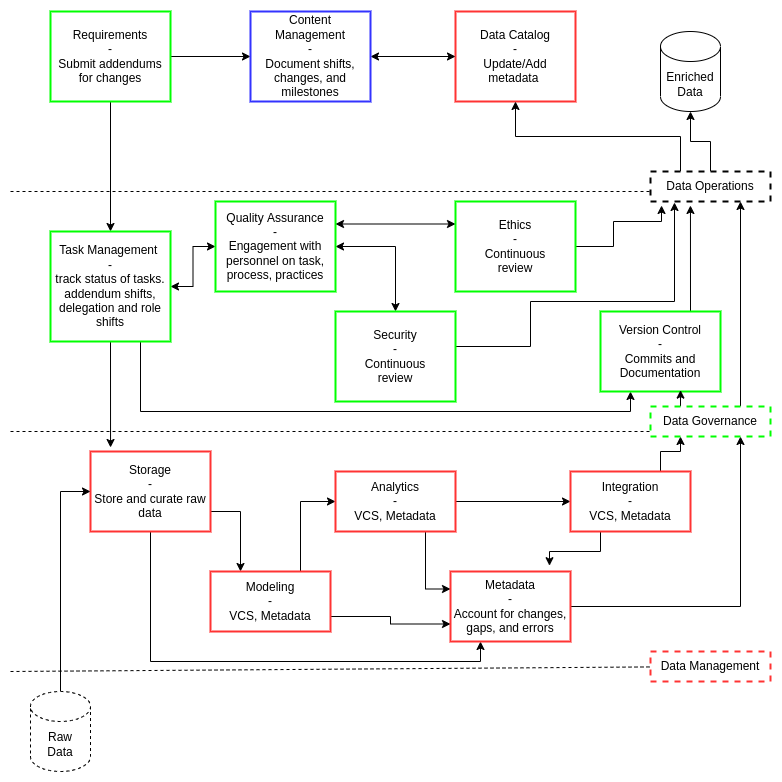 Requirements
-
Submit addendums
for changes
Content
Management
-
Document shifts,
changes, and
milestones
Data Catalog
-
Update/Add
metadata
Enriched
Data
Data Operations
Task Management
-
track status of tasks.
addendum shifts,
delegation and role
shifts
Quality Assurance
-
Engagement with
personnel on task,
process, practices
Ethics
-
Continuous
review
Security
-
Continuous
review
Version Control
-
Commits and
Documentation
Data Governance
Storage
-
Store and curate raw
data
Analytics
-
VCS, Metadata
Integration
-
VCS, Metadata
Modeling
-
VCS, Metadata
Metadata
-
Account for changes,
gaps, and errors
Data Management
Raw
Data